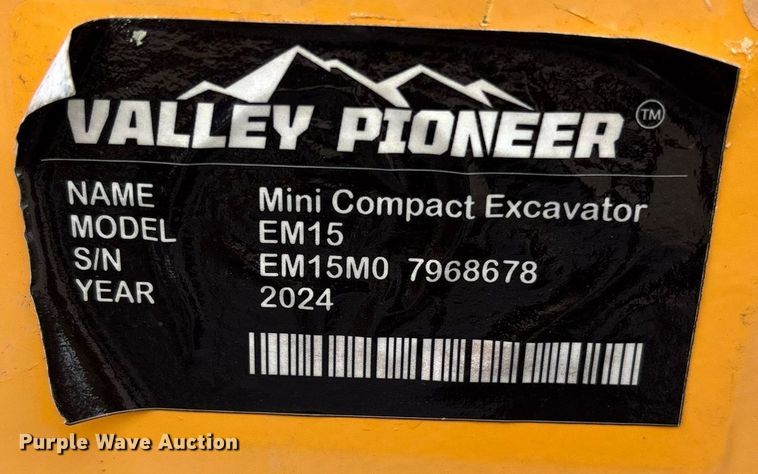 VALLEY PIONEER TM
NAME Mini Compact Excavator
MODEL EM15
S/N EM15M0 7968678
YEAR 2024
Purple Wave Auction